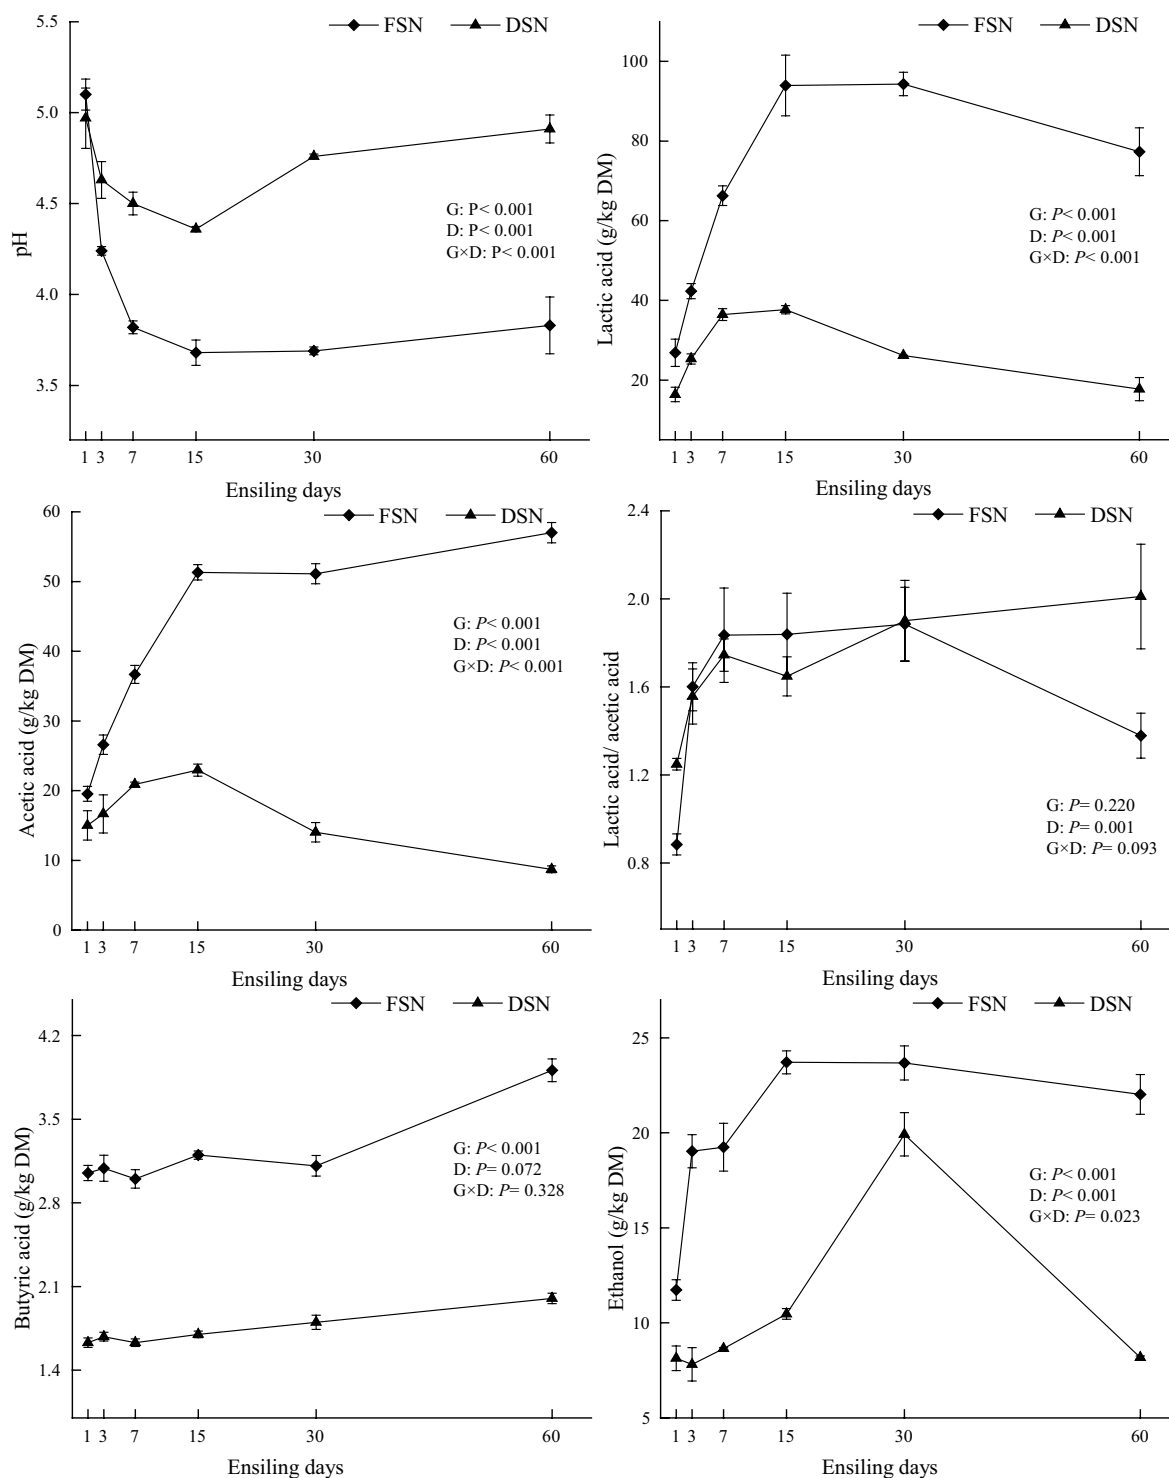 FSN DSN
5.5
5.0
4.5
4.0
3.5
pH
G: P< 0.001
D: P< 0.001
G×D: P< 0.001
1 3 7 15 30 60
Ensiling days
FSN DSN
100
80
60
40
20
Lactic acid (g/kg DM)
G: P< 0.001
D: P< 0.001
G×D: P< 0.001
1 3 7 15 30 60
Ensiling days
FSN DSN
60
50
40
30
20
10
0
Acetic acid (g/kg DM)
G: P< 0.001
D: P< 0.001
G×D: P< 0.001
1 3 7 15 30 60
Ensiling days
FSN DSN
2.4
2.0
1.6
1.2
0.8
Lactic acid/ acetic acid
G: P= 0.220
D: P= 0.001
G×D: P= 0.093
1 3 7 15 30 60
Ensiling days
FSN DSN
4.2
3.5
2.8
2.1
1.4
Butyric acid (g/kg DM)
G: P< 0.001
D: P= 0.072
G×D: P= 0.328
1 3 7 15 30 60
Ensiling days
FSN DSN
25
20
15
10
5
Ethanol (g/kg DM)
G: P< 0.001
D: P< 0.001
G×D: P= 0.023
1 3 7 15 30 60
Ensiling days